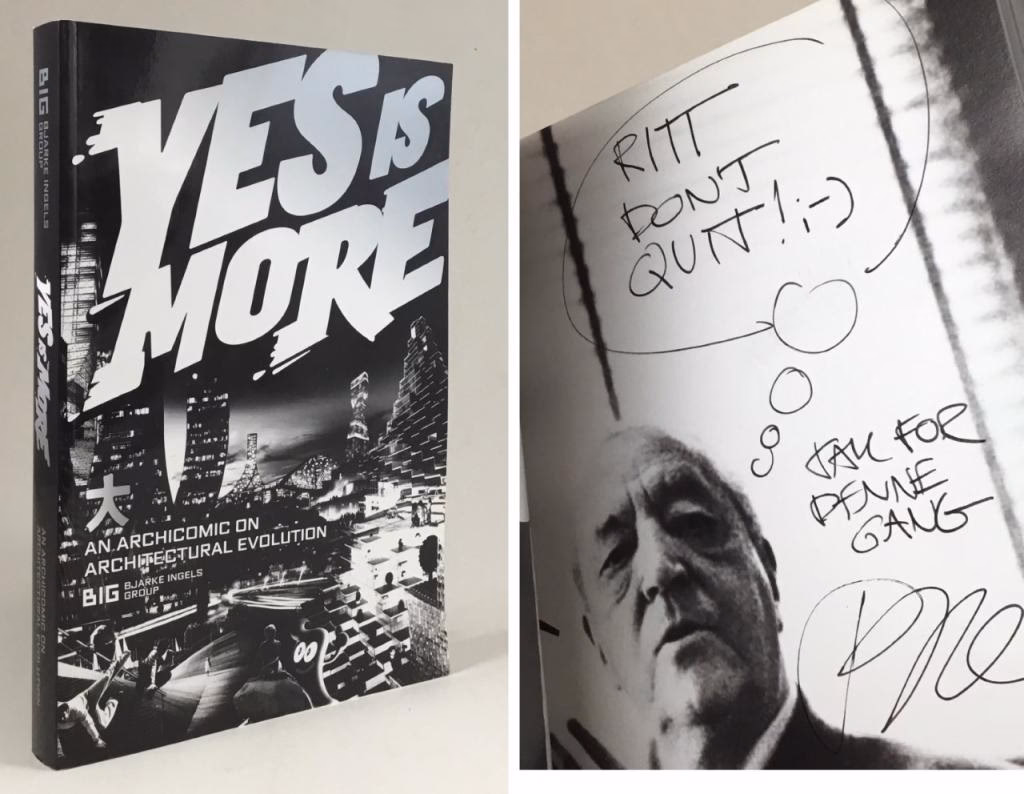 YES IS
MORE
大
AN ARCHICOMIC ON
ARCHITECTURAL EVOLUTION
BIG BJARKE INGELS
GROUP
BIG BJARKE INGELS
GROUP
YES IS MORE
AN ARCHICOMIC ON
ARCHITECTURAL EVOLUTION
RITT
DON'T
QUIT! ;-)
TAK FOR
DENNE
GANG